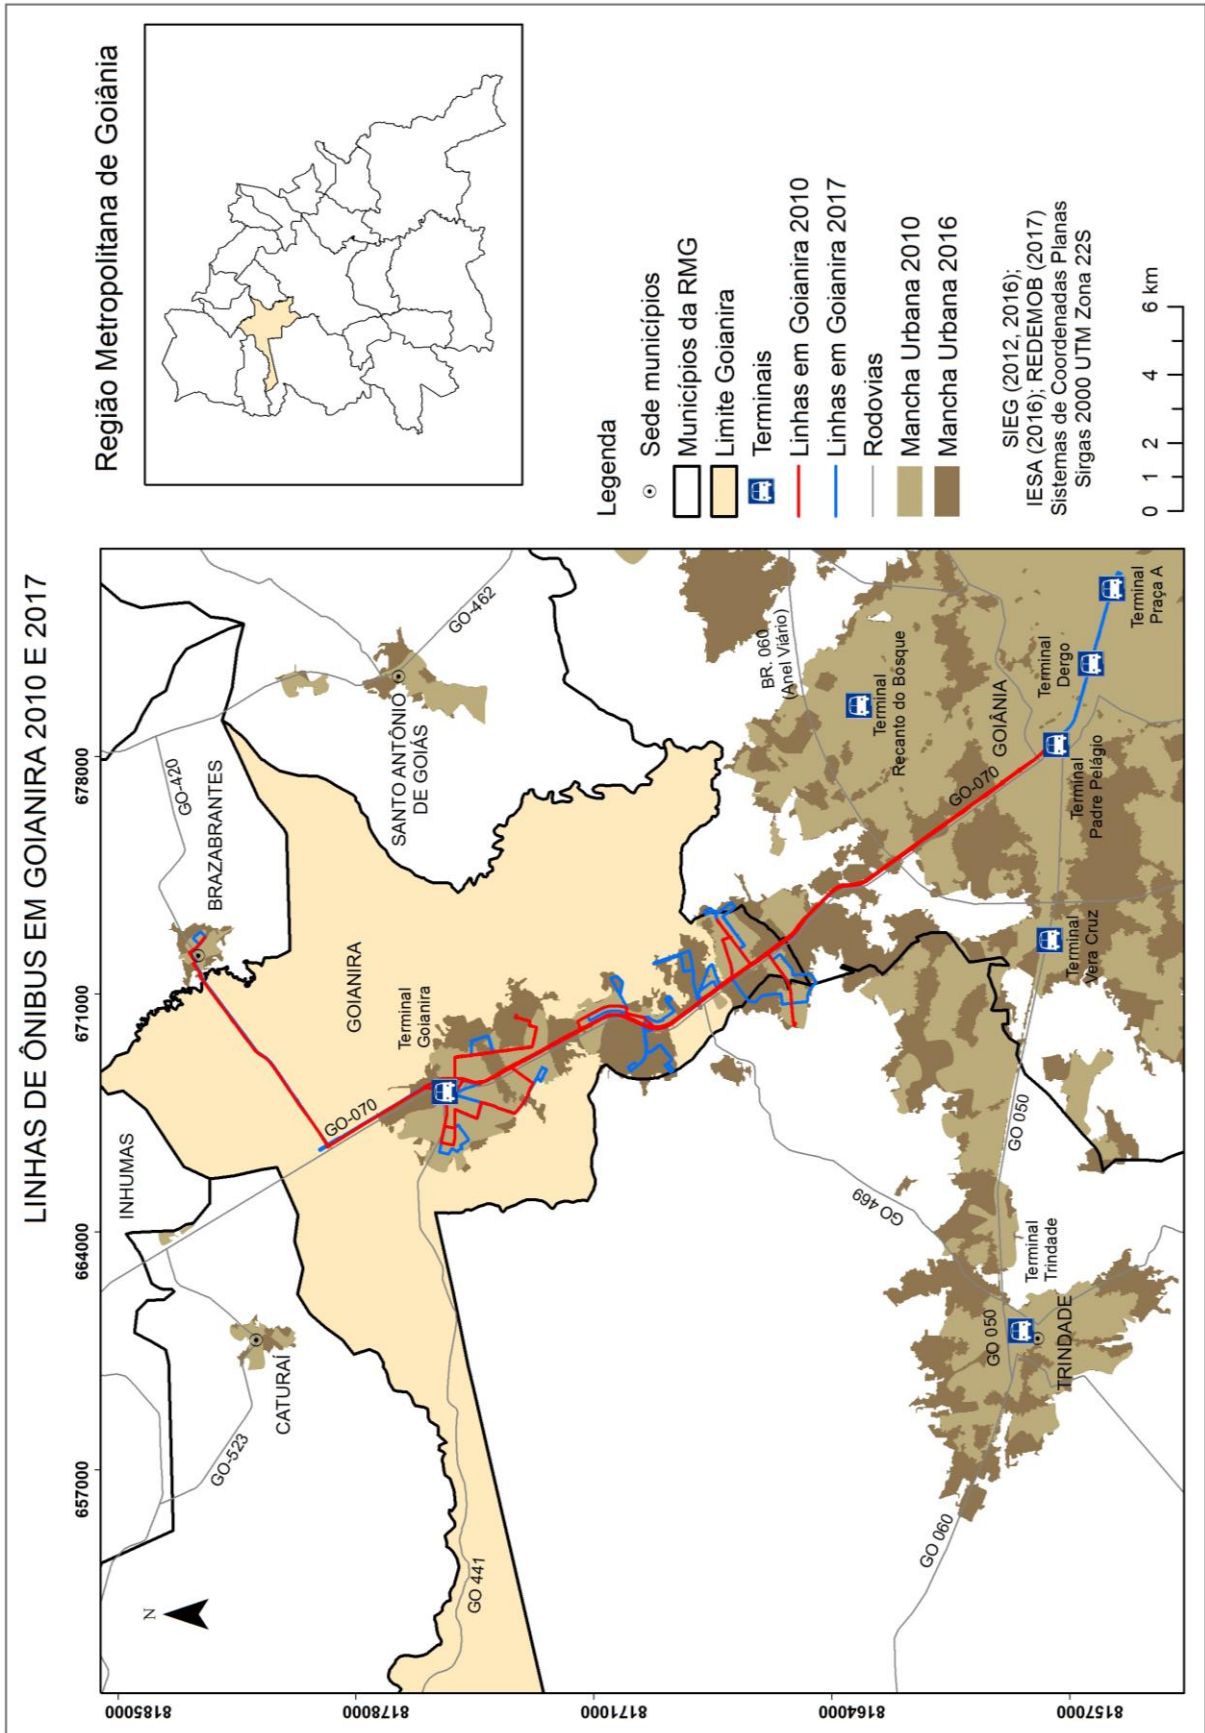 LINHAS DE ÔNIBUS EM GOIANIRA 2010 E 2017
657000
664000
671000
678000
8185000
8178000
8171000
8164000
8157000
N
INHUMAS
CATURAÍ
GO-523
GO 441
GO-070
GOIANIRA
Terminal
Goianira
BRAZABRANTES
GO-420
SANTO ANTÔNIO
DE GOIÁS
GO-462
BR. 060
(Anel Viário)
Terminal
Recanto do Bosque
GOIÂNIA
GO-070
Terminal
Padre Pelágio
Terminal
Dergo
Terminal
Praça A
Terminal
Vera Cruz
GO 050
GO 469
Terminal
Trindade
GO 050
TRINDADE
GO 060
Região Metropolitana de Goiânia
Legenda
Sede municípios
Municípios da RMG
Limite Goianira
Terminais
Linhas em Goianira 2010
Linhas em Goianira 2017
Rodovias
Mancha Urbana 2010
Mancha Urbana 2016
SIEG (2012, 2016);
IESA (2016); REDEMOB (2017)
Sistemas de Coordenadas Planas
Sirgas 2000 UTM Zona 22S
0 1 2 4 6 km